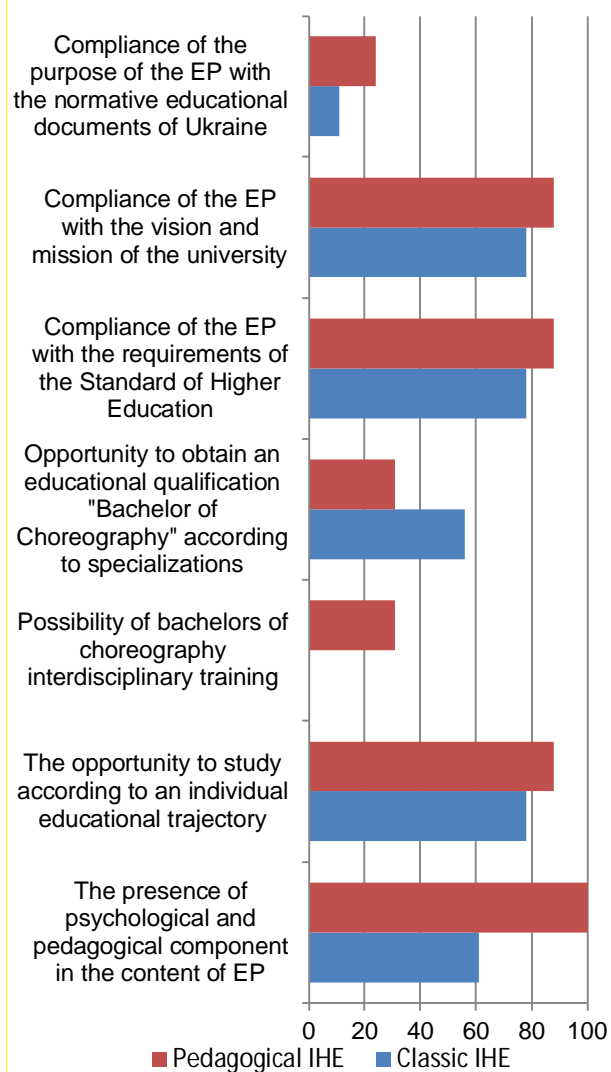 Compliance of the
purpose of the EP with
the normative educational
documents of Ukraine
Compliance of the EP
with the vision and
mission of the university
Compliance of the EP
with the requirements of
the Standard of Higher
Education
Opportunity to obtain an
educational qualification
"Bachelor of
Choreography" according
to specializations
Possibility of bachelors of
choreography
interdisciplinary training
The opportunity to study
according to an individual
educational trajectory
The presence of
psychological and
pedagogical component
in the content of EP
0 20 40 60 80 100
Pedagogical IHE Classic IHE